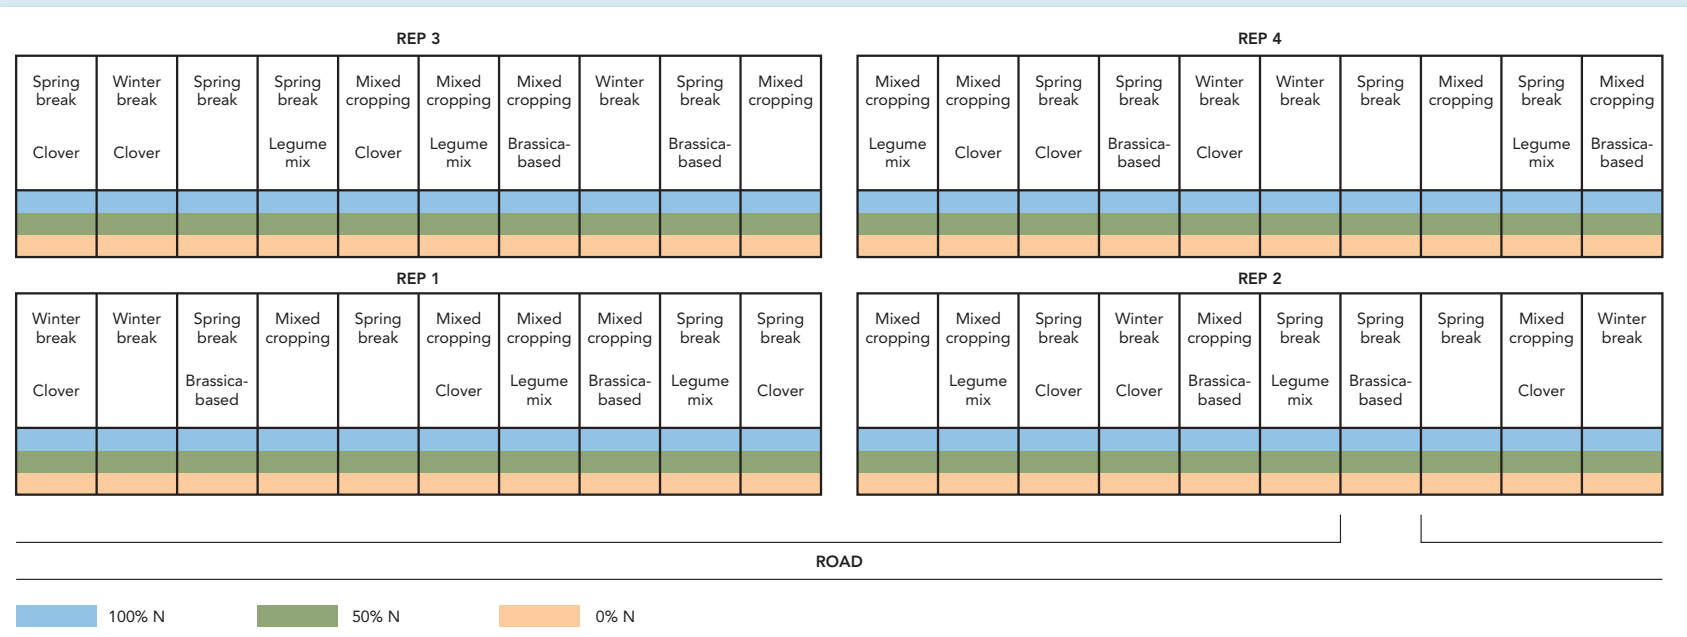 REP 3
Spring break Clover
Winter break Clover
Spring break
Spring break Legume mix
Mixed cropping Clover
Mixed cropping Legume mix
Mixed cropping Brassica-based
Winter break
Spring break Brassica-based
Mixed cropping
REP 4
Mixed cropping Legume mix
Mixed cropping Clover
Spring break Clover
Spring break Brassica-based
Winter break Clover
Winter break
Spring break
Mixed cropping
Spring break Legume mix
Mixed cropping Brassica-based
REP 1
Winter break Clover
Winter break
Spring break Brassica-based
Mixed cropping
Spring break
Mixed cropping Clover
Mixed cropping Legume mix
Mixed cropping Brassica-based
Spring break Legume mix
Spring break Clover
REP 2
Mixed cropping
Mixed cropping Legume mix
Spring break Clover
Winter break Clover
Mixed cropping Brassica-based
Spring break Legume mix
Spring break Brassica-based
Spring break
Mixed cropping Clover
Winter break
ROAD
100% N
50% N
0% N